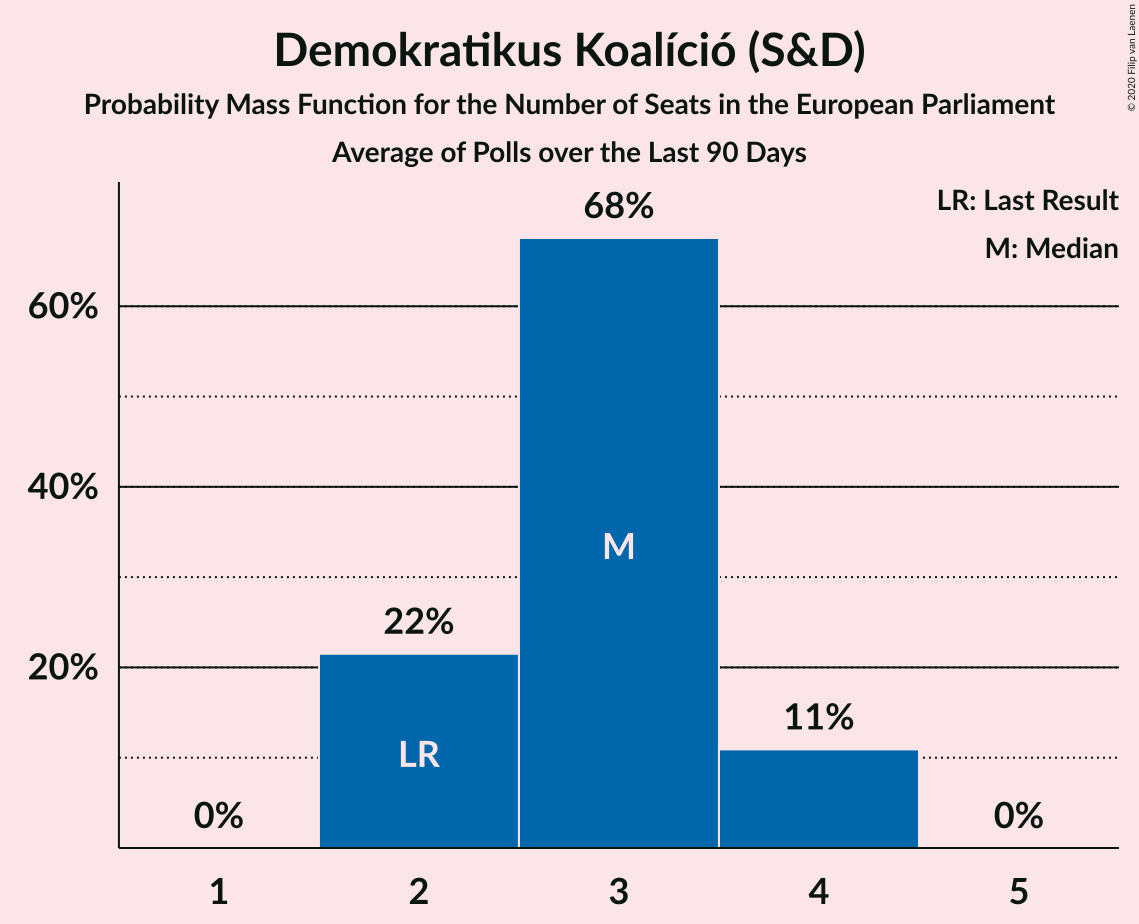 Demokratikus Koalíció (S&D)
Probability Mass Function for the Number of Seats in the European Parliament
Average of Polls over the Last 90 Days
© 2020 Filip van Laenen
LR: Last Result
M: Median
68%
60%
40%
M
22%
20%
11%
LR
0%
0%
1 2 3 4 5